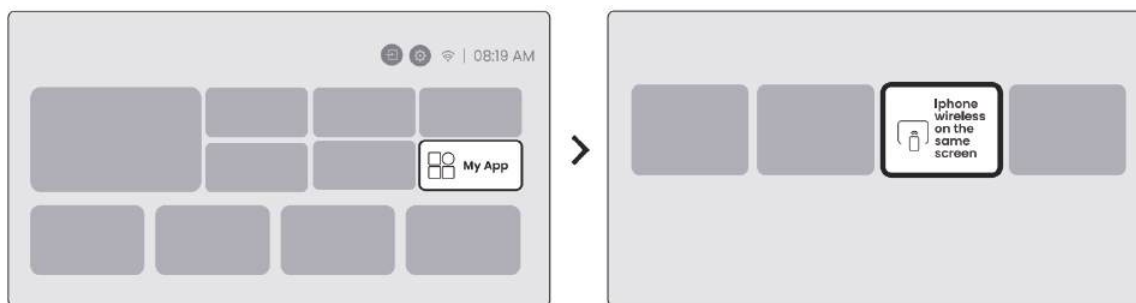 08:19 AM
My App
Iphone
wireless
on the
same
screen